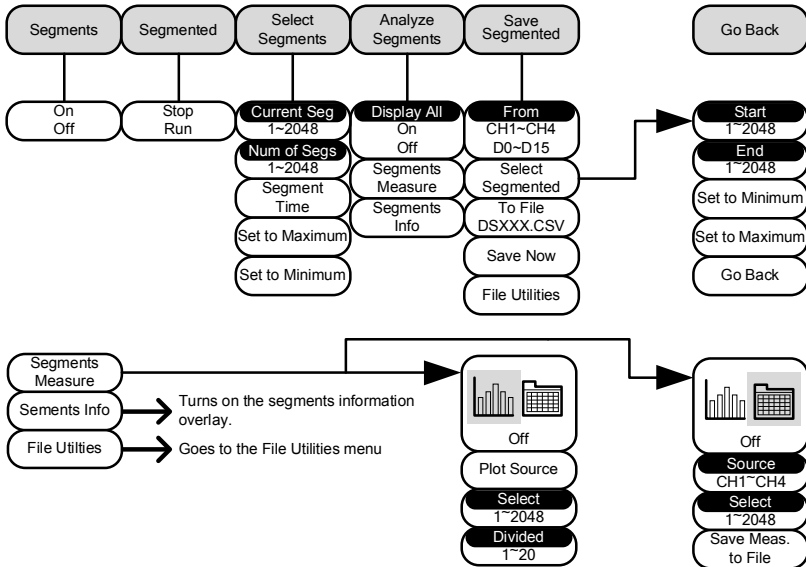 Segments
Segmented
Select
Segments
Analyze
Segments
Save
Segmented
Go Back
On
Off
Stop
Run
Current Seg
1~2048
Num of Segs
1~2048
Segment
Time
Set to Maximum
Set to Minimum
Display All
On
Off
Segments
Measure
Segments
Info
From
CH1~CH4
D0~D15
Select
Segmented
To File
DSXXX.CSV
Save Now
File Utilities
Start
1~2048
End
1~2048
Set to Minimum
Set to Maximum
Go Back
Segments
Measure
Sements Info
Turns on the segments information
overlay.
File Utilties
Goes to the File Utilities menu
Off
Plot Source
Select
1~2048
Divided
1~20
Off
Source
CH1~CH4
Select
1~2048
Save Meas.
to File